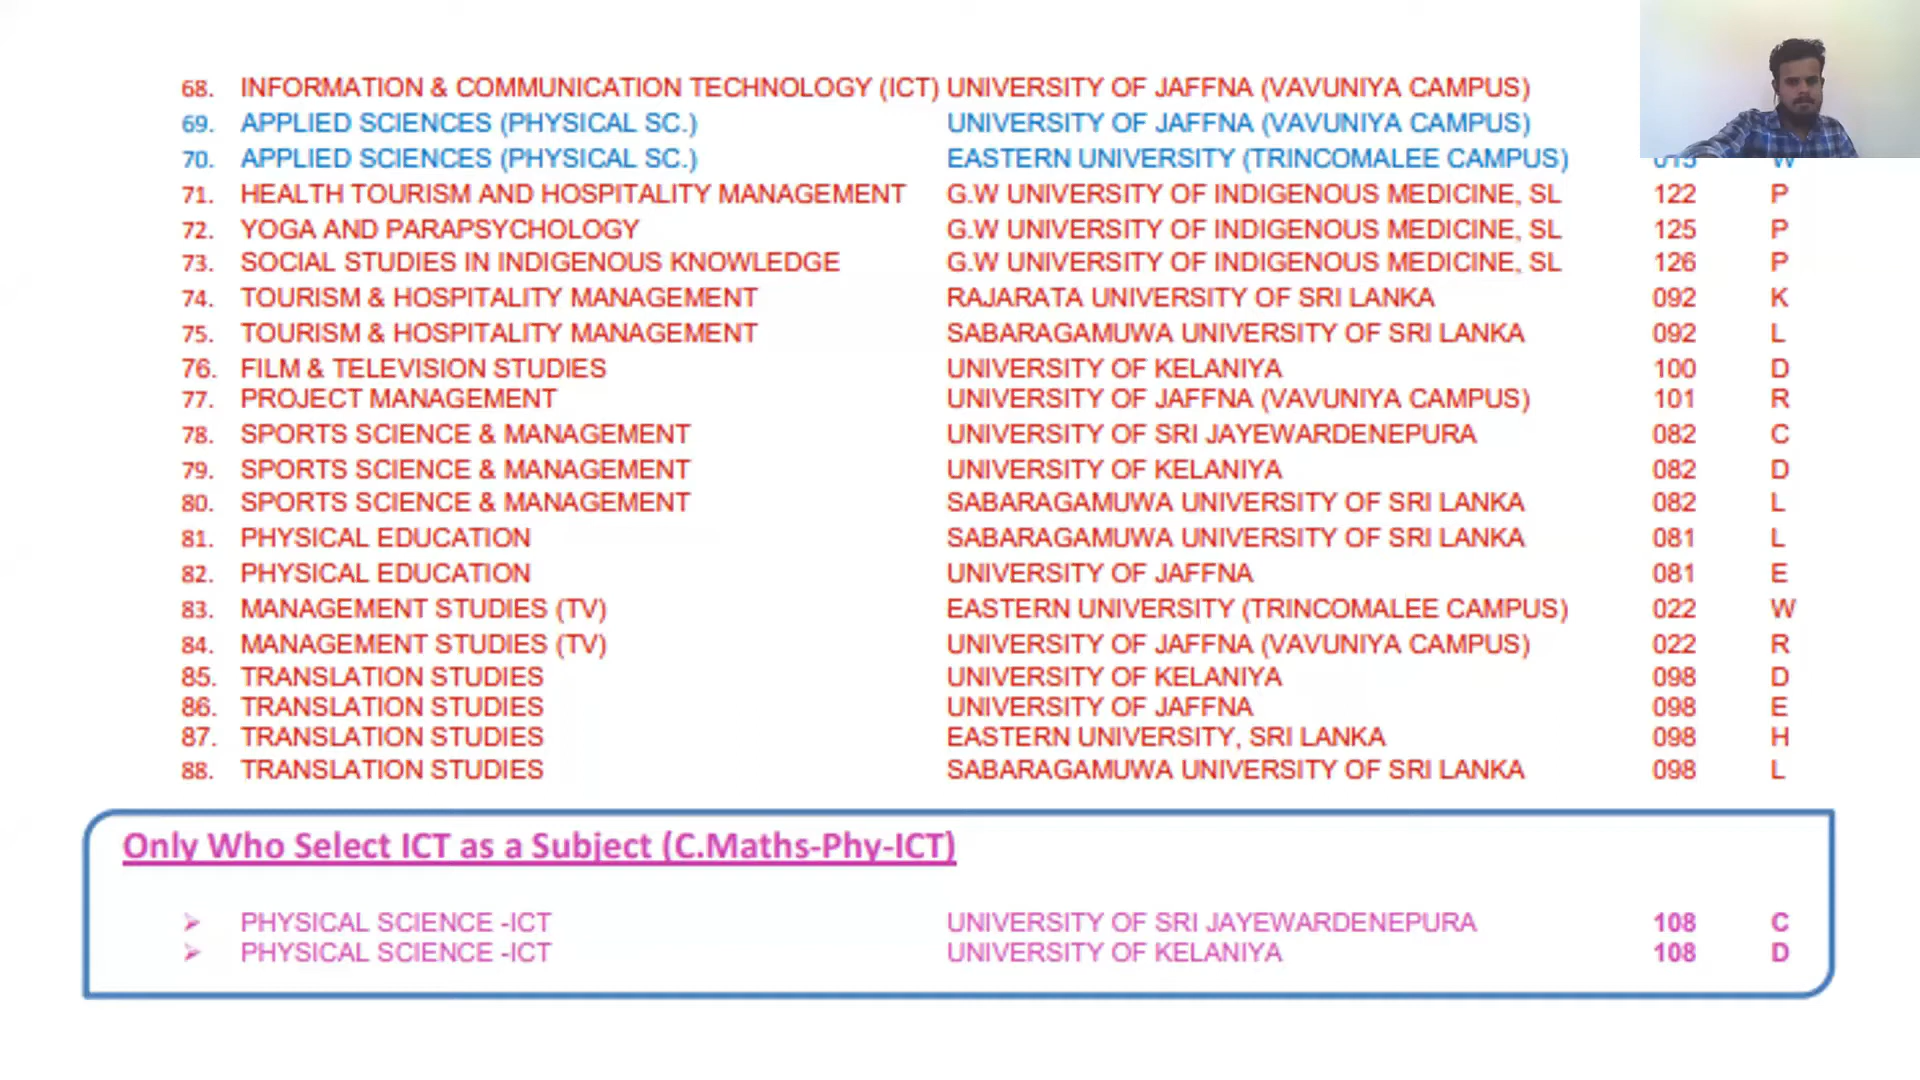 68. INFORMATION & COMMUNICATION TECHNOLOGY (ICT) UNIVERSITY OF JAFFNA (VAVUNIYA CAMPUS)
69. APPLIED SCIENCES (PHYSICAL SC.) UNIVERSITY OF JAFFNA (VAVUNIYA CAMPUS)
70. APPLIED SCIENCES (PHYSICAL SC.) EASTERN UNIVERSITY (TRINCOMALEE CAMPUS) W
71. HEALTH TOURISM AND HOSPITALITY MANAGEMENT G.W UNIVERSITY OF INDIGENOUS MEDICINE, SL 122 P
72. YOGA AND PARAPSYCHOLOGY G.W UNIVERSITY OF INDIGENOUS MEDICINE, SL 125 P
73. SOCIAL STUDIES IN INDIGENOUS KNOWLEDGE G.W UNIVERSITY OF INDIGENOUS MEDICINE, SL 126 P
74. TOURISM & HOSPITALITY MANAGEMENT RAJARATA UNIVERSITY OF SRI LANKA 092 K
75. TOURISM & HOSPITALITY MANAGEMENT SABARAGAMUWA UNIVERSITY OF SRI LANKA 092 L
76. FILM & TELEVISION STUDIES UNIVERSITY OF KELANIYA 100 D
77. PROJECT MANAGEMENT UNIVERSITY OF JAFFNA (VAVUNIYA CAMPUS) 101 R
78. SPORTS SCIENCE & MANAGEMENT UNIVERSITY OF SRI JAYEWARDENEPURA 082 C
79. SPORTS SCIENCE & MANAGEMENT UNIVERSITY OF KELANIYA 082 D
80. SPORTS SCIENCE & MANAGEMENT SABARAGAMUWA UNIVERSITY OF SRI LANKA 082 L
81. PHYSICAL EDUCATION SABARAGAMUWA UNIVERSITY OF SRI LANKA 081 L
82. PHYSICAL EDUCATION UNIVERSITY OF JAFFNA 081 E
83. MANAGEMENT STUDIES (TV) EASTERN UNIVERSITY (TRINCOMALEE CAMPUS) 022 W
84. MANAGEMENT STUDIES (TV) UNIVERSITY OF JAFFNA (VAVUNIYA CAMPUS) 022 R
85. TRANSLATION STUDIES UNIVERSITY OF KELANIYA 098 D
86. TRANSLATION STUDIES UNIVERSITY OF JAFFNA 098 E
87. TRANSLATION STUDIES EASTERN UNIVERSITY, SRI LANKA 098 H
88. TRANSLATION STUDIES SABARAGAMUWA UNIVERSITY OF SRI LANKA 098 L
Only Who Select ICT as a Subject (C.Maths-Phy-ICT)
➢ PHYSICAL SCIENCE -ICT UNIVERSITY OF SRI JAYEWARDENEPURA 108 C
➢ PHYSICAL SCIENCE -ICT UNIVERSITY OF KELANIYA 108 D